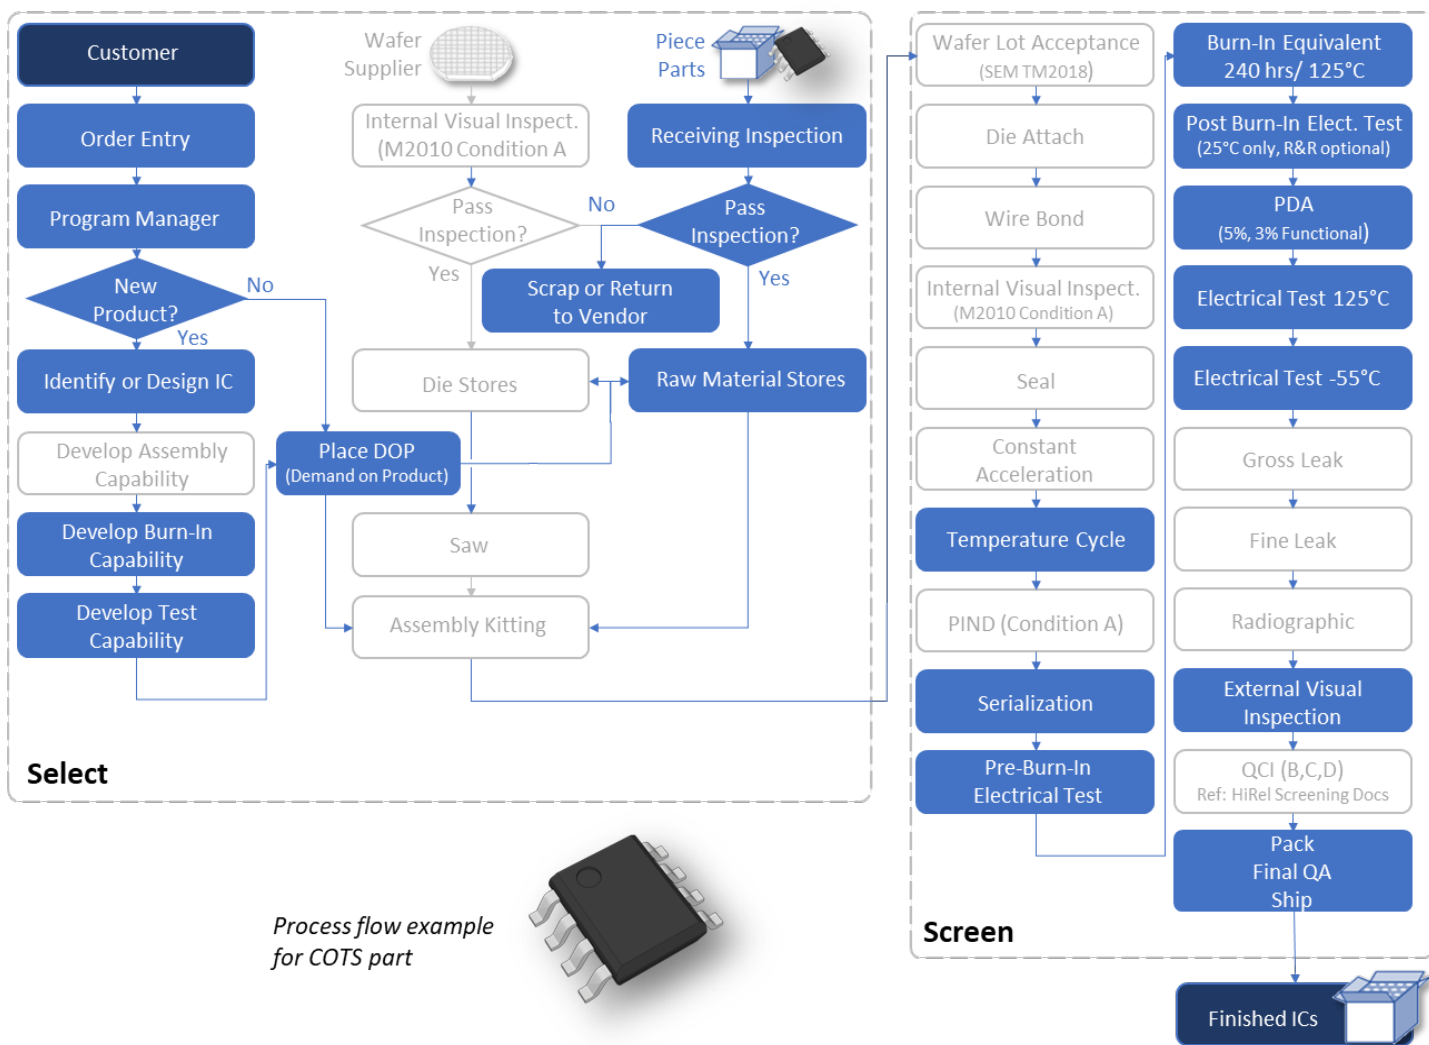 Customer
Order Entry
Program Manager
New
Product?
No
Yes
Identify or Design IC
Develop Assembly
Capability
Develop Burn-In
Capability
Develop Test
Capability
Place DOP
(Demand on Product)
Wafer
Supplier
Internal Visual Inspect.
(M2010 Condition A
Pass
Inspection?
Yes
No
Piece
Parts
Receiving Inspection
Pass
Inspection?
Yes
Scrap or Return
to Vendor
Die Stores
Raw Material Stores
Saw
Assembly Kitting
Select
Process flow example
for COTS part
Wafer Lot Acceptance
(SEM TM2018)
Die Attach
Wire Bond
Internal Visual Inspect.
(M2010 Condition A)
Seal
Constant
Acceleration
Temperature Cycle
PIND (Condition A)
Serialization
Pre-Burn-In
Electrical Test
Burn-In Equivalent
240 hrs/ 125°C
Post Burn-In Elect. Test
(25°C only, R&R optional)
PDA
(5%, 3% Functional)
Electrical Test 125°C
Electrical Test -55°C
Gross Leak
Fine Leak
Radiographic
External Visual
Inspection
QCI (B,C,D)
Ref: HiRel Screening Docs
Pack
Final QA
Ship
Screen
Finished ICs